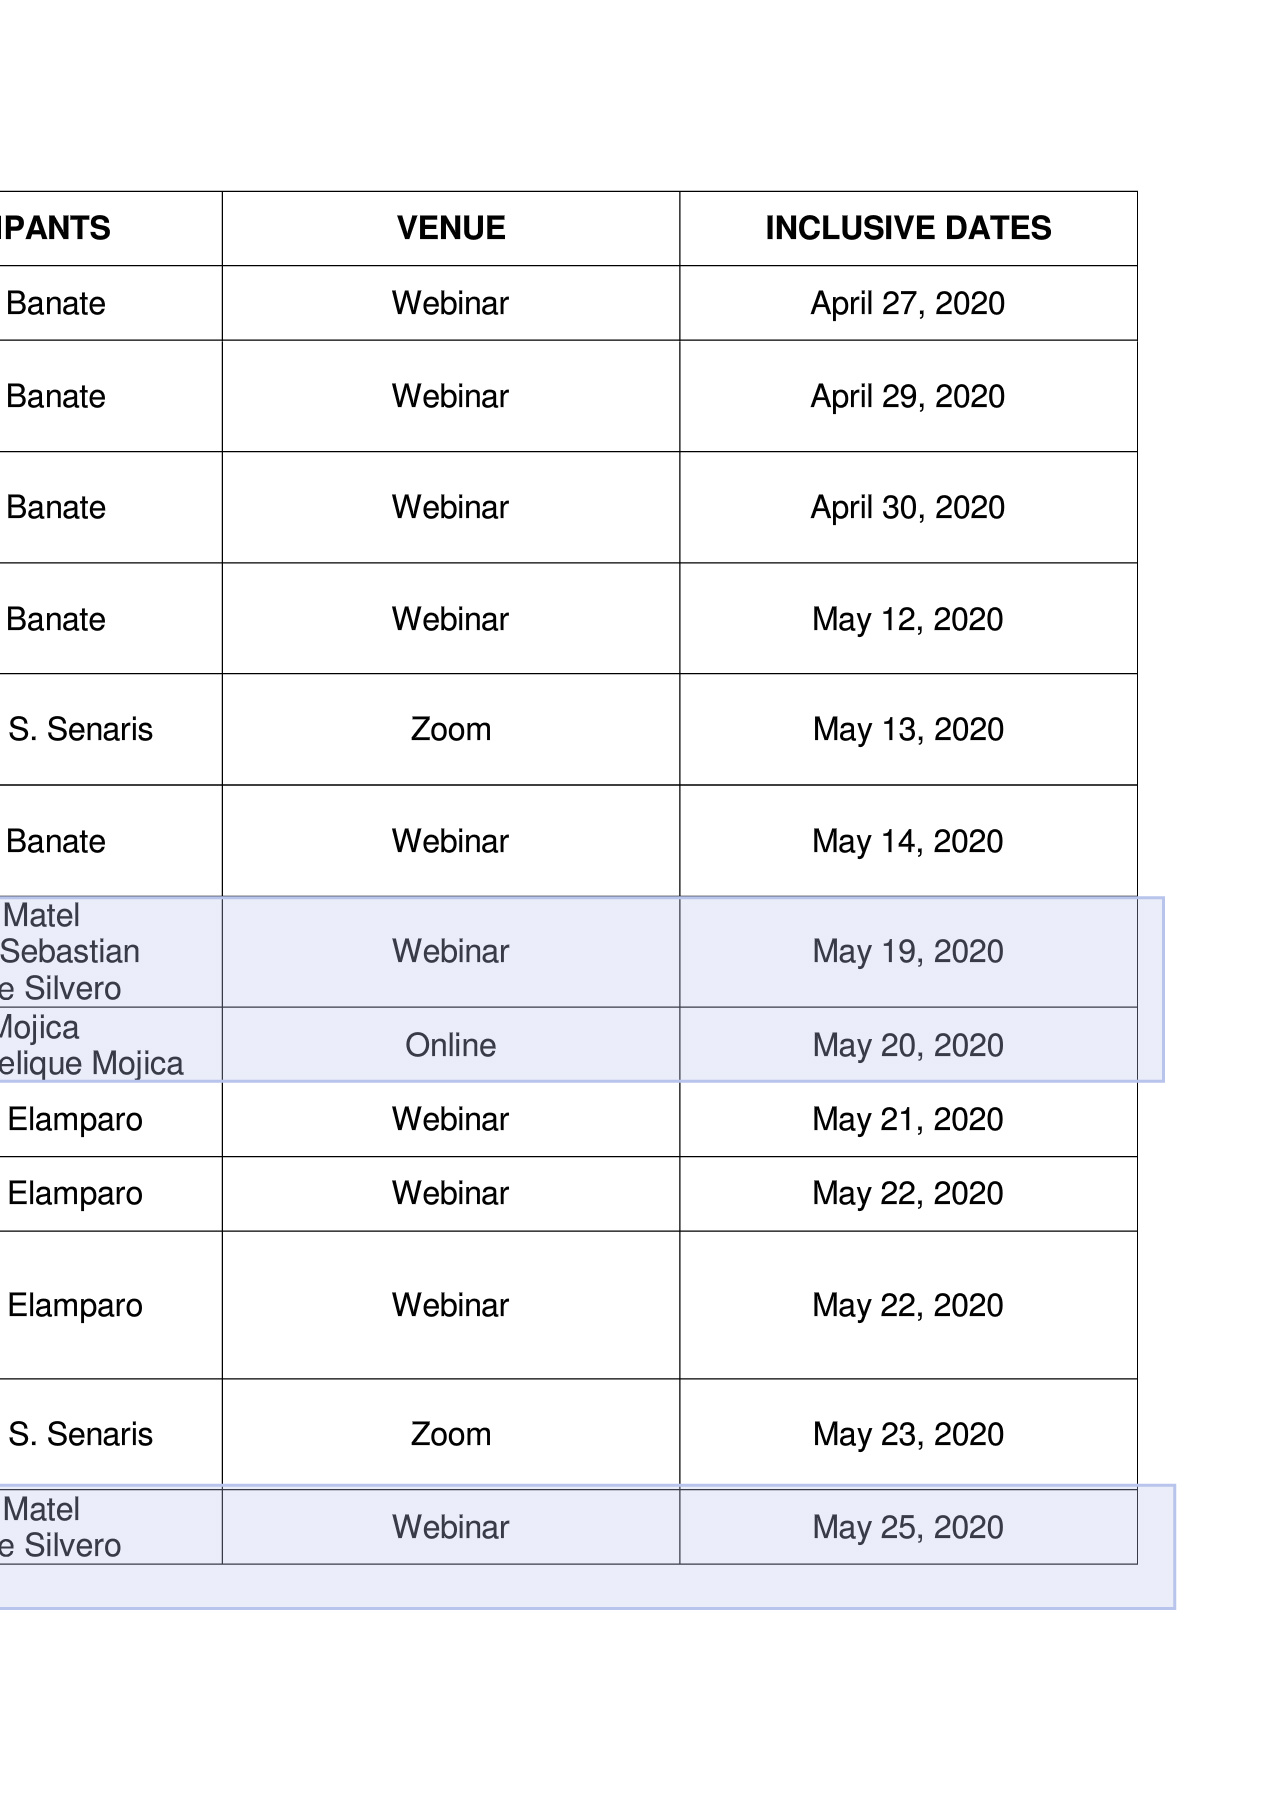 VENUE INCLUSIVE DATES
Banate Webinar April 27, 2020
Banate Webinar April 29, 2020
Banate Webinar April 30, 2020
Banate Webinar May 12, 2020
S. Senaris Zoom May 13, 2020
Banate Webinar May 14, 2020
Matel
Sebastian Webinar May 19, 2020
Silvero
Mojica
Online May 20, 2020
Mojica
Elamparo Webinar May 21, 2020
Elamparo Webinar May 22, 2020
Elamparo Webinar May 22, 2020
S. Senaris Zoom May 23, 2020
Matel
Webinar May 25, 2020
Silvero